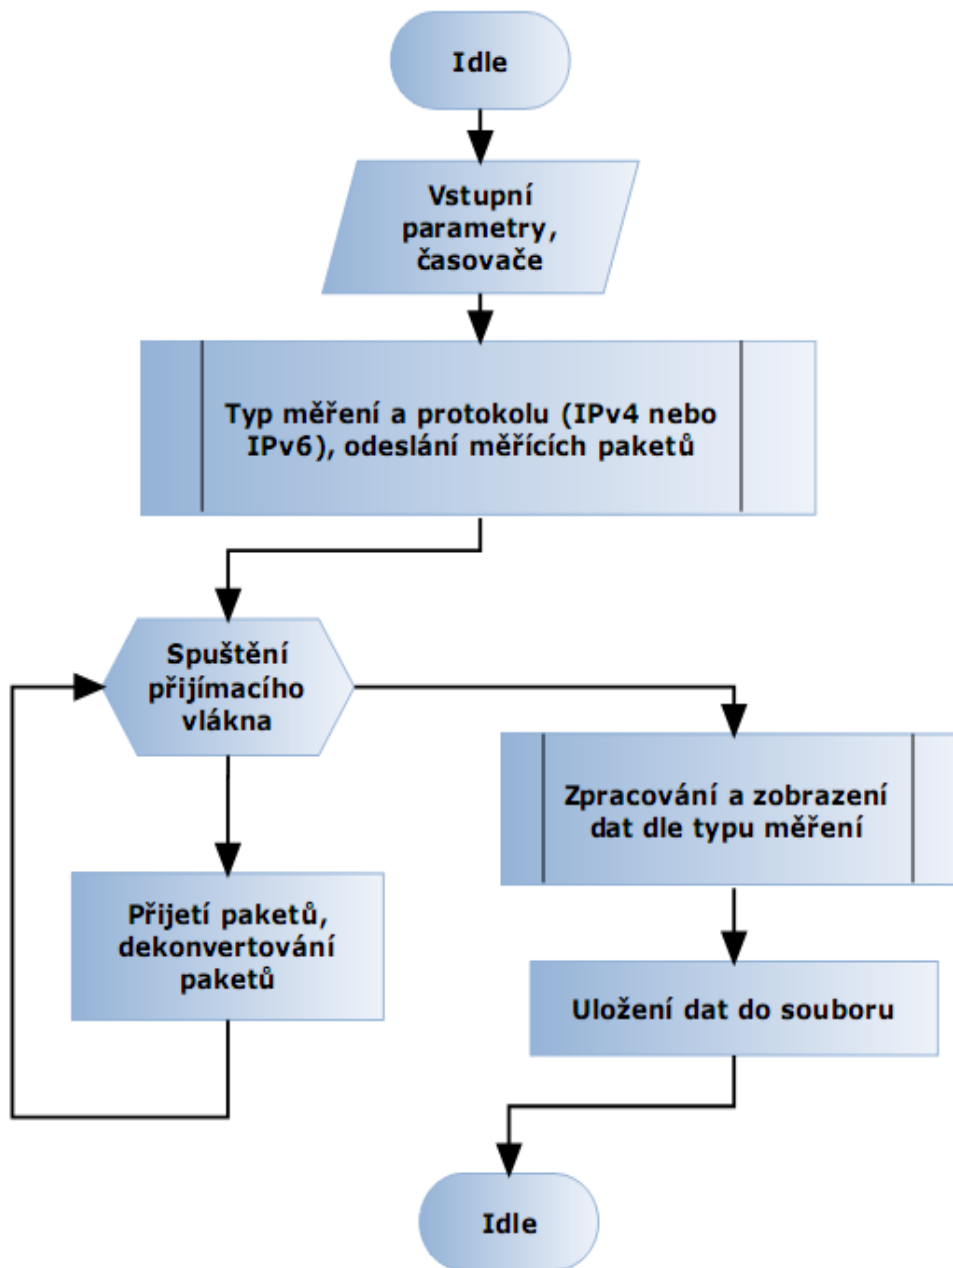 Idle
Vstupní
parametry,
časovače
Typ měření a protokolu (IPv4 nebo
IPv6), odeslání měřících paketů
Spuštění
přijímacího
vlákna
Zpracování a zobrazení
dat dle typu měření
Přijetí paketů,
dekonvertování
paketů
Uložení dat do souboru
Idle